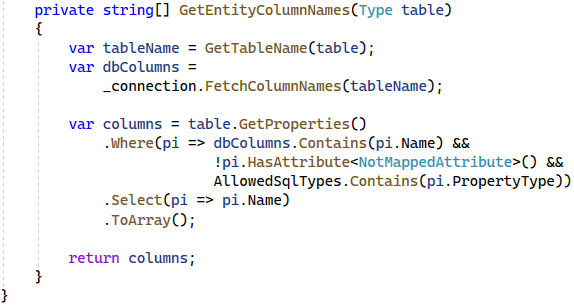 private string[] GetEntityColumnNames(Type table)
{
var tableName = GetTableName(table);
var dbColumns =
_connection.FetchColumnNames(tableName);
var columns = table.GetProperties()
.Where(pi => dbColumns.Contains(pi.Name) &&
!pi.HasAttribute<NotMappedAttribute>() &&
AllowedSqlTypes.Contains(pi.PropertyType))
.Select(pi => pi.Name)
.ToArray();
return columns;
}
}